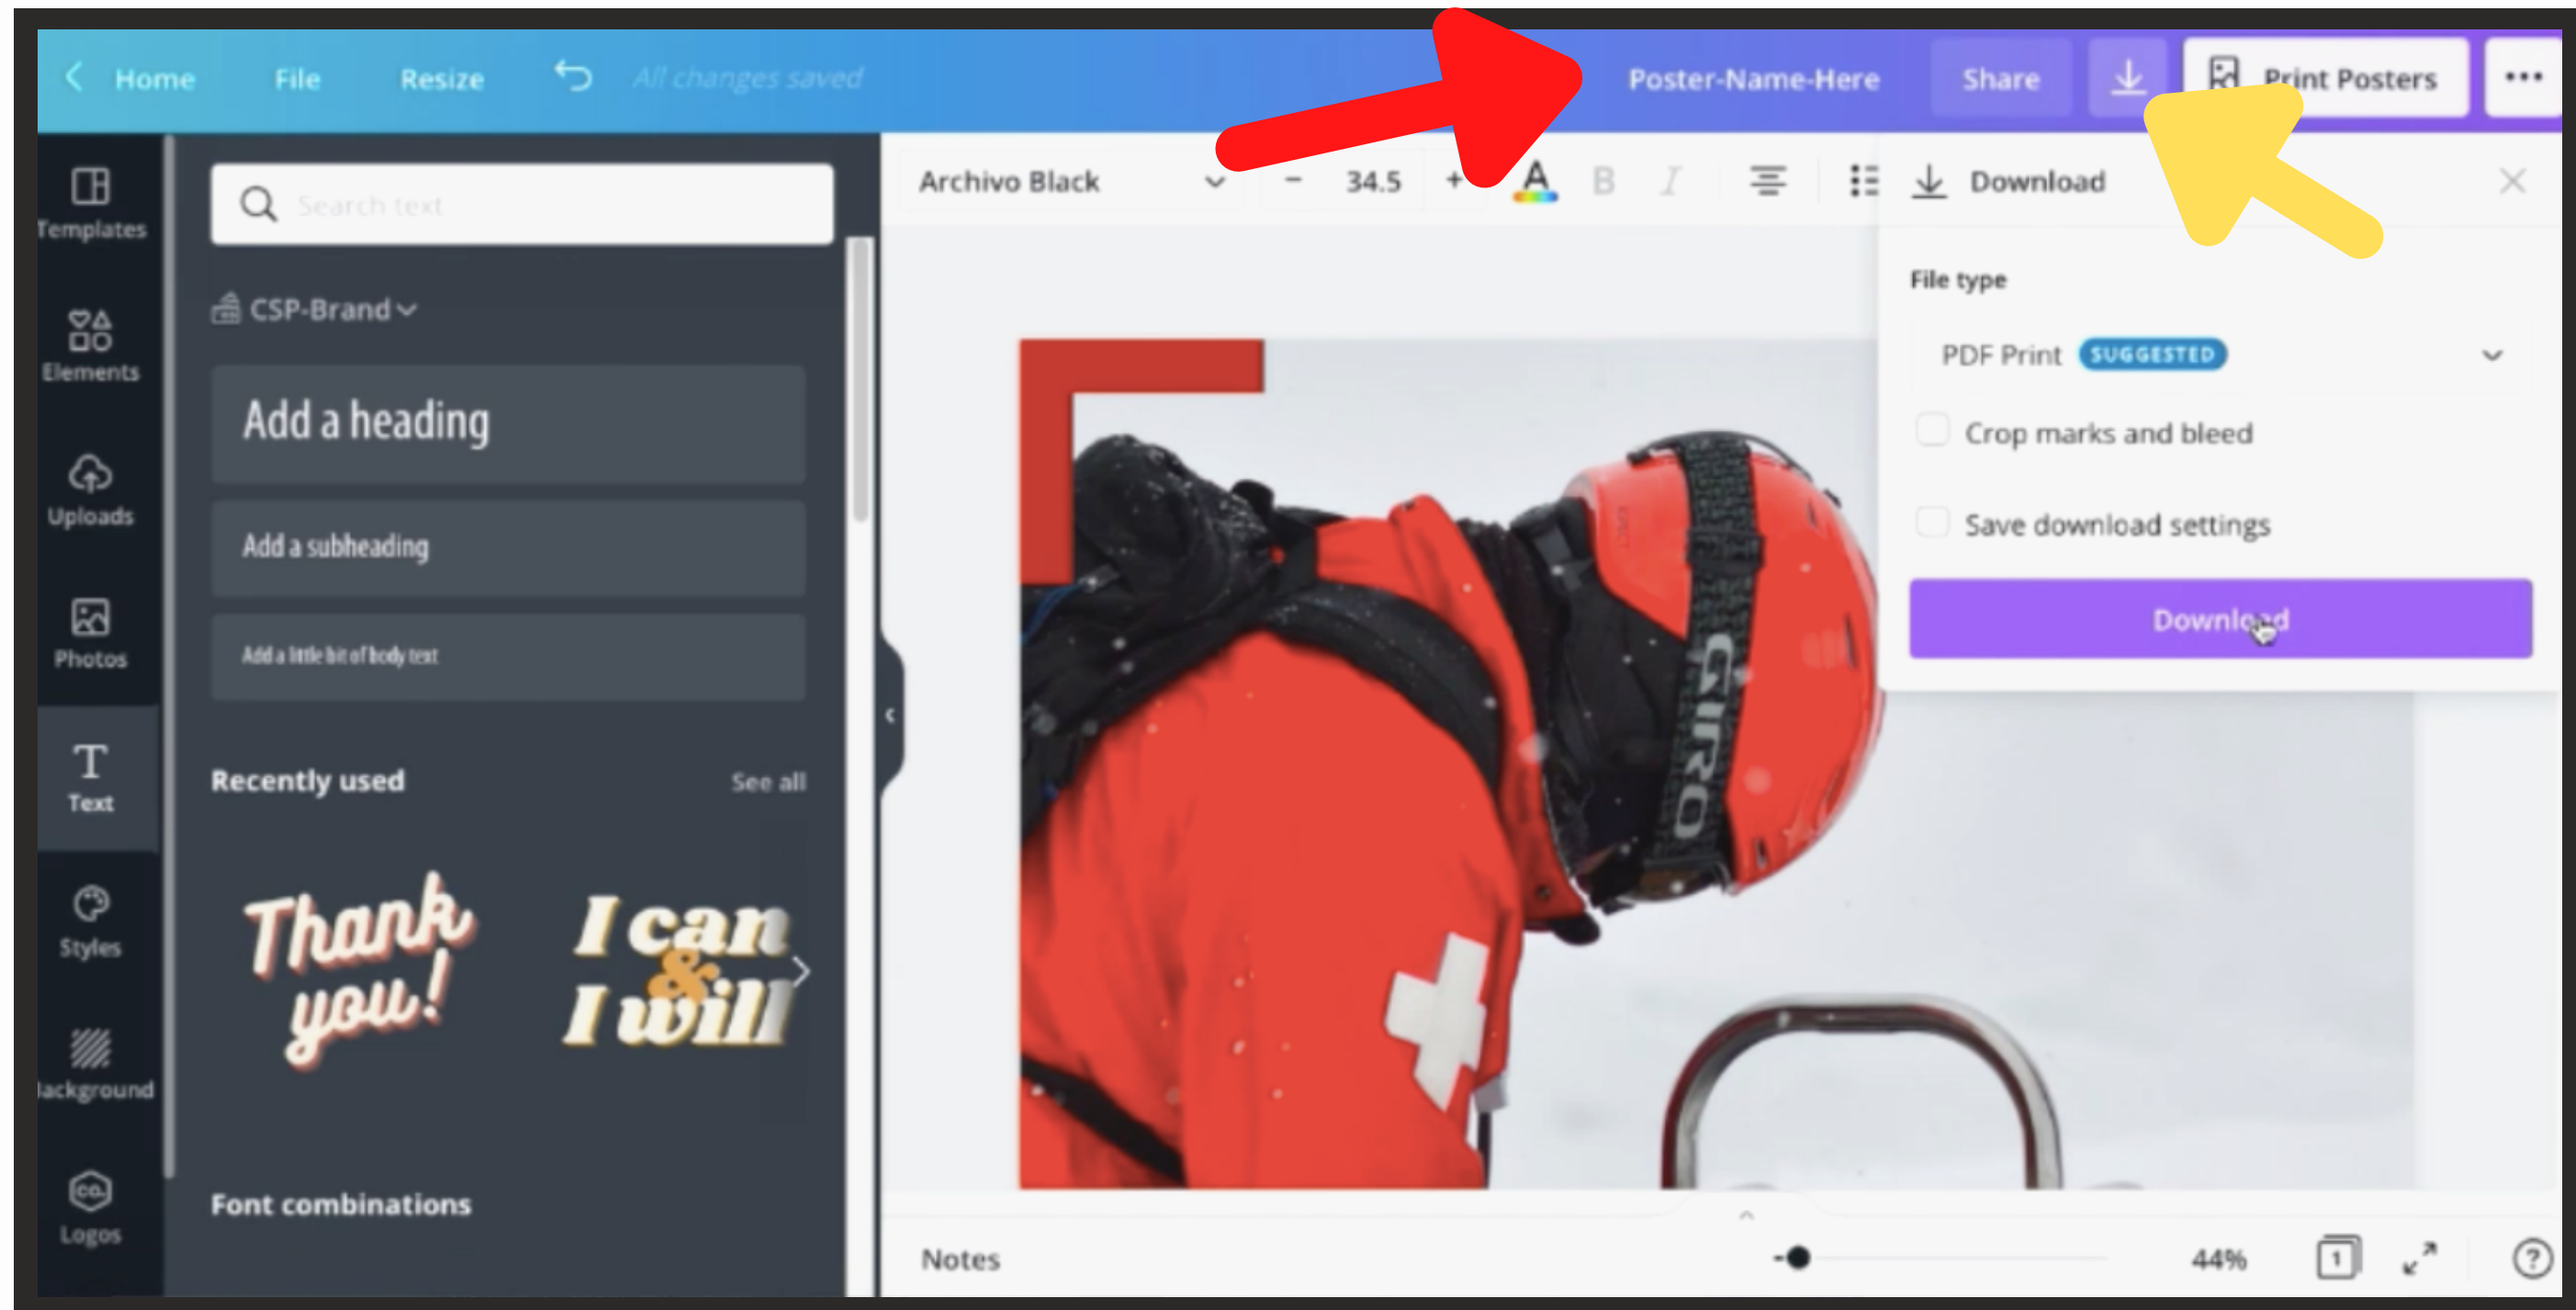 Home File Resize All changes saved Poster-Name-Here Share Print Posters
Templates
Elements
Uploads
Photos
Text
Styles
Background
CO.
Logos
Search text
CSP-Brand
Add a heading
Add a subheading
Add a little bit of body text
Recently used See all
Thank
you!
I can
&
I will
Font combinations
Archivo Black - 34.5 + A B I
Download
File type
PDF Print SUGGESTED
Crop marks and bleed
Save download settings
Download
GIRO
Notes 44% 1 ?